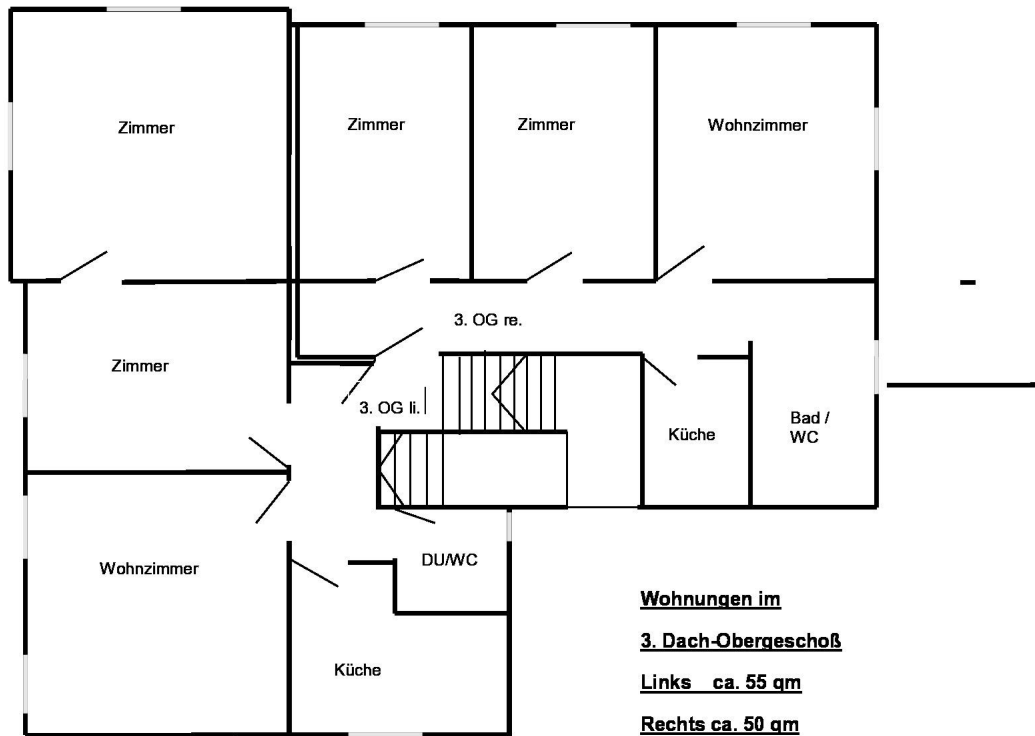 Zimmer
Zimmer
Zimmer
Wohnzimmer
3. OG re.
Zimmer
3. OG li.
Küche
Bad /
WC
Wohnzimmer
DU/WC
Küche
Wohnungen im
3. Dach-Obergeschoß
Links ca. 55 qm
Rechts ca. 50 qm